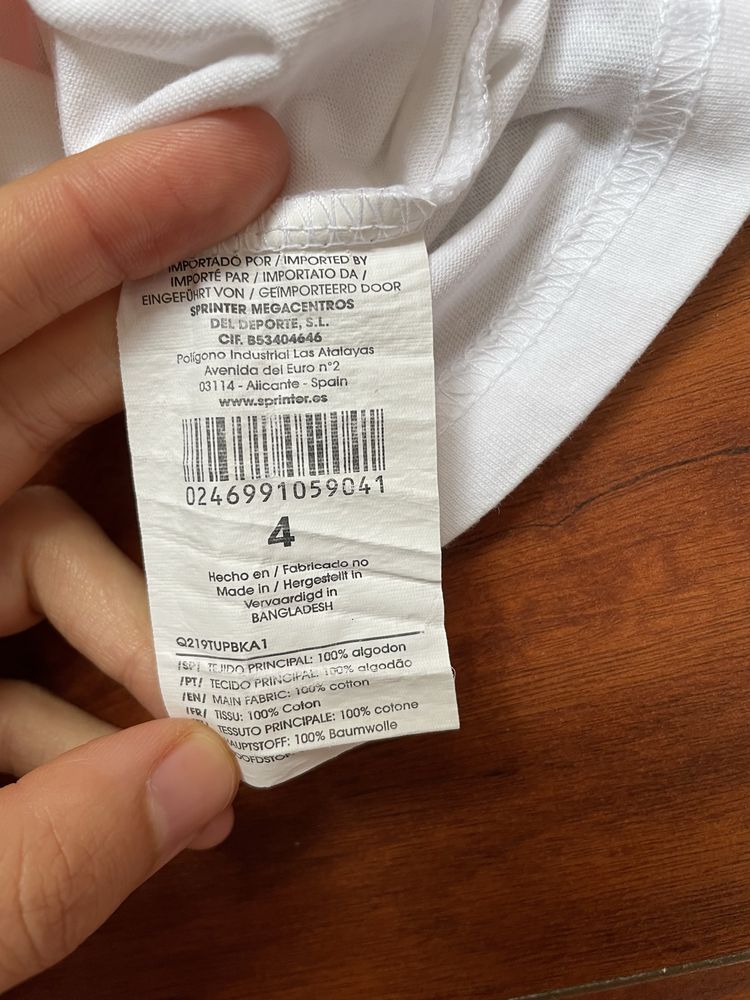 IMPORTADO POR / IMPORTED BY
IMPORTÉ PAR / IMPORTATO DA /
EINGEFÜHRT VON / GEÏMPORTEERD DOOR
SPRINTER MEGACENTROS
DEL DEPORTE, S.L.
CIF. B53404646
Polígono Industrial Las Atalayas
Avenida del Euro nº2
03114 - Alicante - Spain
www.sprinter.es
0246991059041
4
Hecho en / Fabricado no
Made in / Hergestellt in
Vervaardigd in
BANGLADESH
Q219TUPBKA1
/SP/ TEJIDO PRINCIPAL: 100% algodon
/PT/ TECIDO PRINCIPAL: 100% algodão
/EN/ MAIN FABRIC: 100% cotton
/FR/ TISSU: 100% Coton
TESSUTO PRINCIPALE: 100% cotone
HAUPTSTOFF: 100% Baumwolle